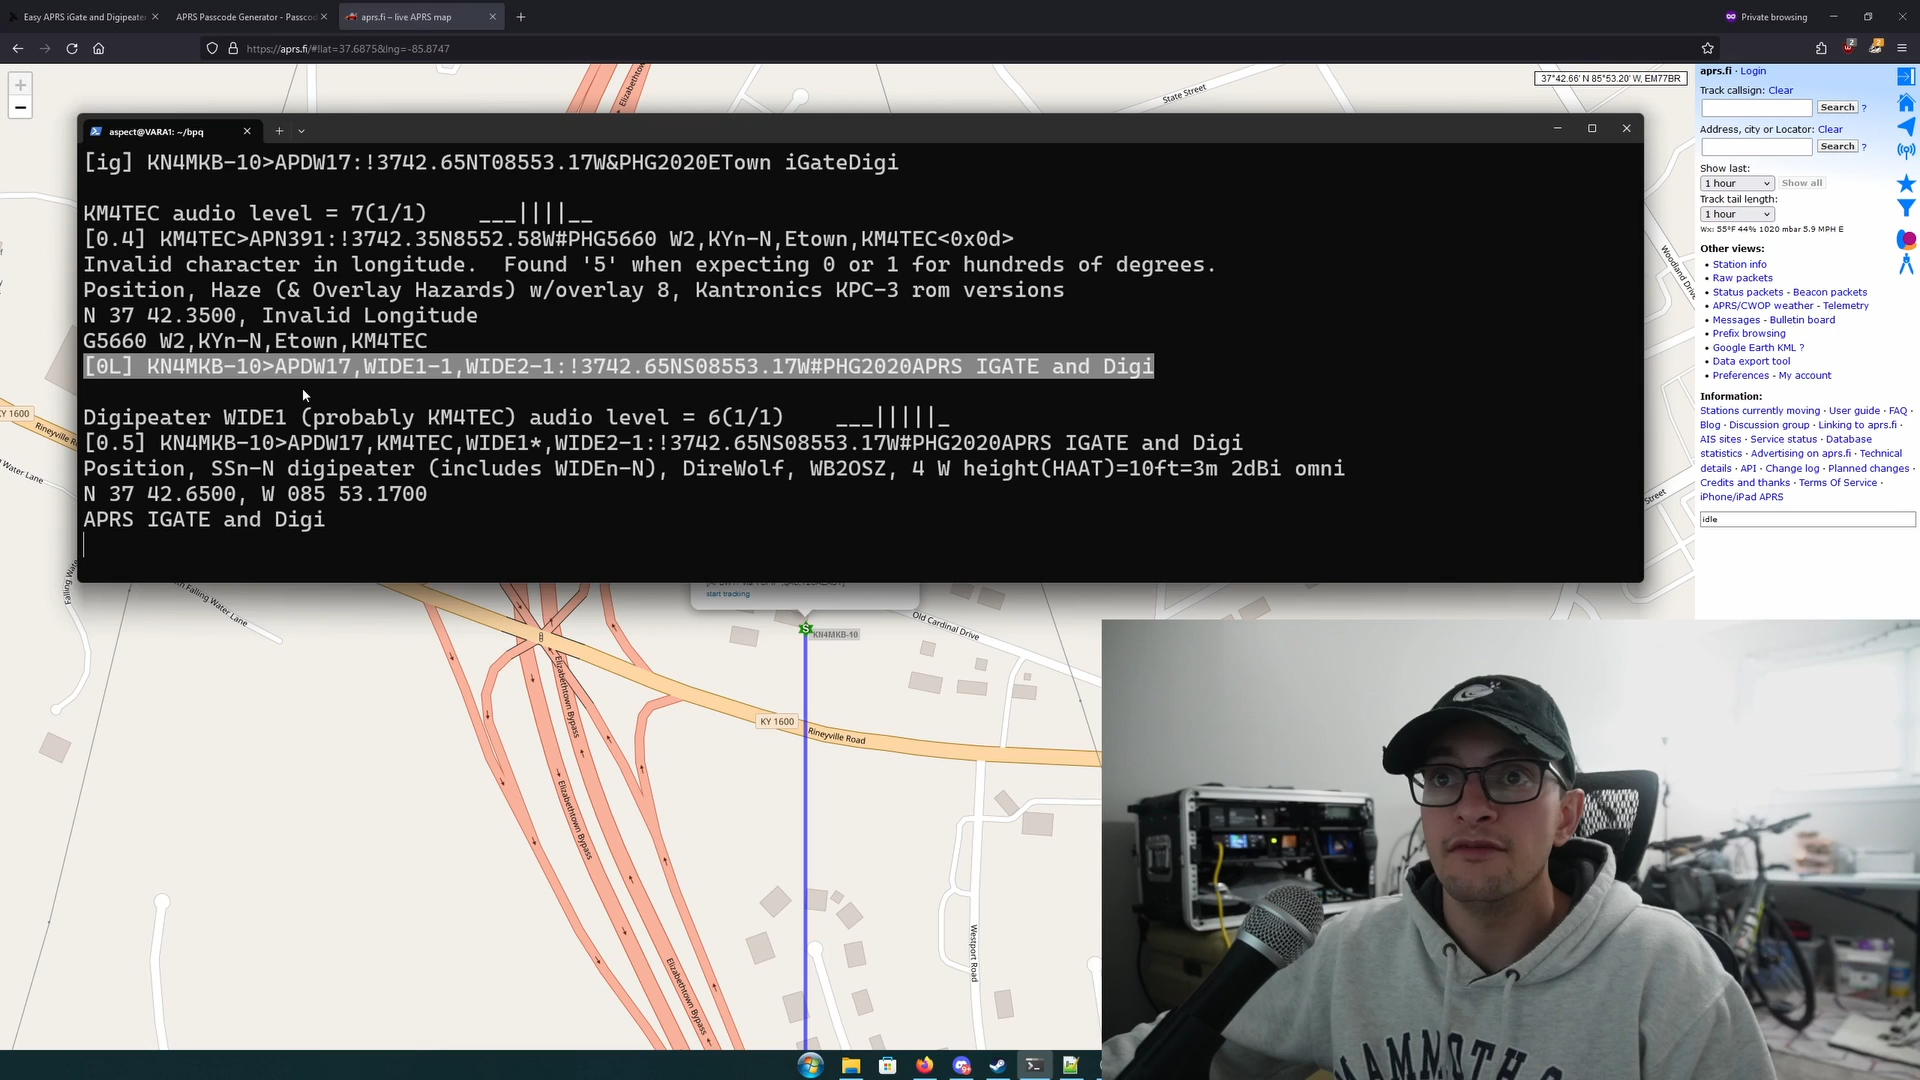 Easy APRS iGate and Digipeater
APRS Passcode Generator - Passcod
aprs.fi – live APRS map
Private browsing
https://aprs.fi/#!lat=37.6875&lng=-85.8747
37°42.66' N 85°53.20' W, EM77BR
aspect@VARA1: ~/bpq
[ig] KN4MKB-10>APDW17:!3742.65NT08553.17W&PHG2020ETown iGateDigi
KM4TEC audio level = 7(1/1)    ___||||__
[0.4] KM4TEC>APN391:!3742.35N8552.58W#PHG5660 W2,KYn-N,Etown,KM4TEC<0x0d>
Invalid character in longitude.  Found '5' when expecting 0 or 1 for hundreds of degrees.
Position, Haze (& Overlay Hazards) w/overlay 8, Kantronics KPC-3 rom versions
N 37 42.3500, Invalid Longitude
G5660 W2,KYn-N,Etown,KM4TEC
[0L] KN4MKB-10>APDW17,WIDE1-1,WIDE2-1:!3742.65NS08553.17W#PHG2020APRS IGATE and Digi
Digipeater WIDE1 (probably KM4TEC) audio level = 6(1/1)    ___|||||_
[0.5] KN4MKB-10>APDW17,KM4TEC,WIDE1*,WIDE2-1:!3742.65NS08553.17W#PHG2020APRS IGATE and Digi
Position, SSn-N digipeater (includes WIDEn-N), DireWolf, WB2OSZ, 4 W height(HAAT)=10ft=3m 2dBi omni
N 37 42.6500, W 085 53.1700
APRS IGATE and Digi
aprs.fi · Login
Track callsign: Clear
Search ?
Address, city or Locator: Clear
Search ?
Show last:
1 hour
Show all
Track tail length:
1 hour
Wx: 55°F 44% 1020 mbar 5.9 MPH E
Other views:
• Station info
• Raw packets
• Status packets · Beacon packets
• APRS/CWOP weather · Telemetry
• Messages · Bulletin board
• Prefix browsing
• Google Earth KML ?
• Data export tool
• Preferences · My account
Information:
Stations currently moving · User guide · FAQ ·
Blog · Discussion group · Linking to aprs.fi ·
AIS sites · Service status · Database
statistics · Advertising on aprs.fi · Technical
details · API · Change log · Planned changes ·
Credits and thanks · Terms Of Service ·
iPhone/iPad APRS
idle
State Street
Elizabethtown
Woodland Drive
Street
KY 1600
Rineyville
Falling Water Lane
start tracking
KN4MKB-10
Old Cardinal Drive
KY 1600
Rineyville Road
Elizabethtown Bypass
Elizabethtown Bypass
Elizabethtown Bypass
Westport Road
MAMMOTH